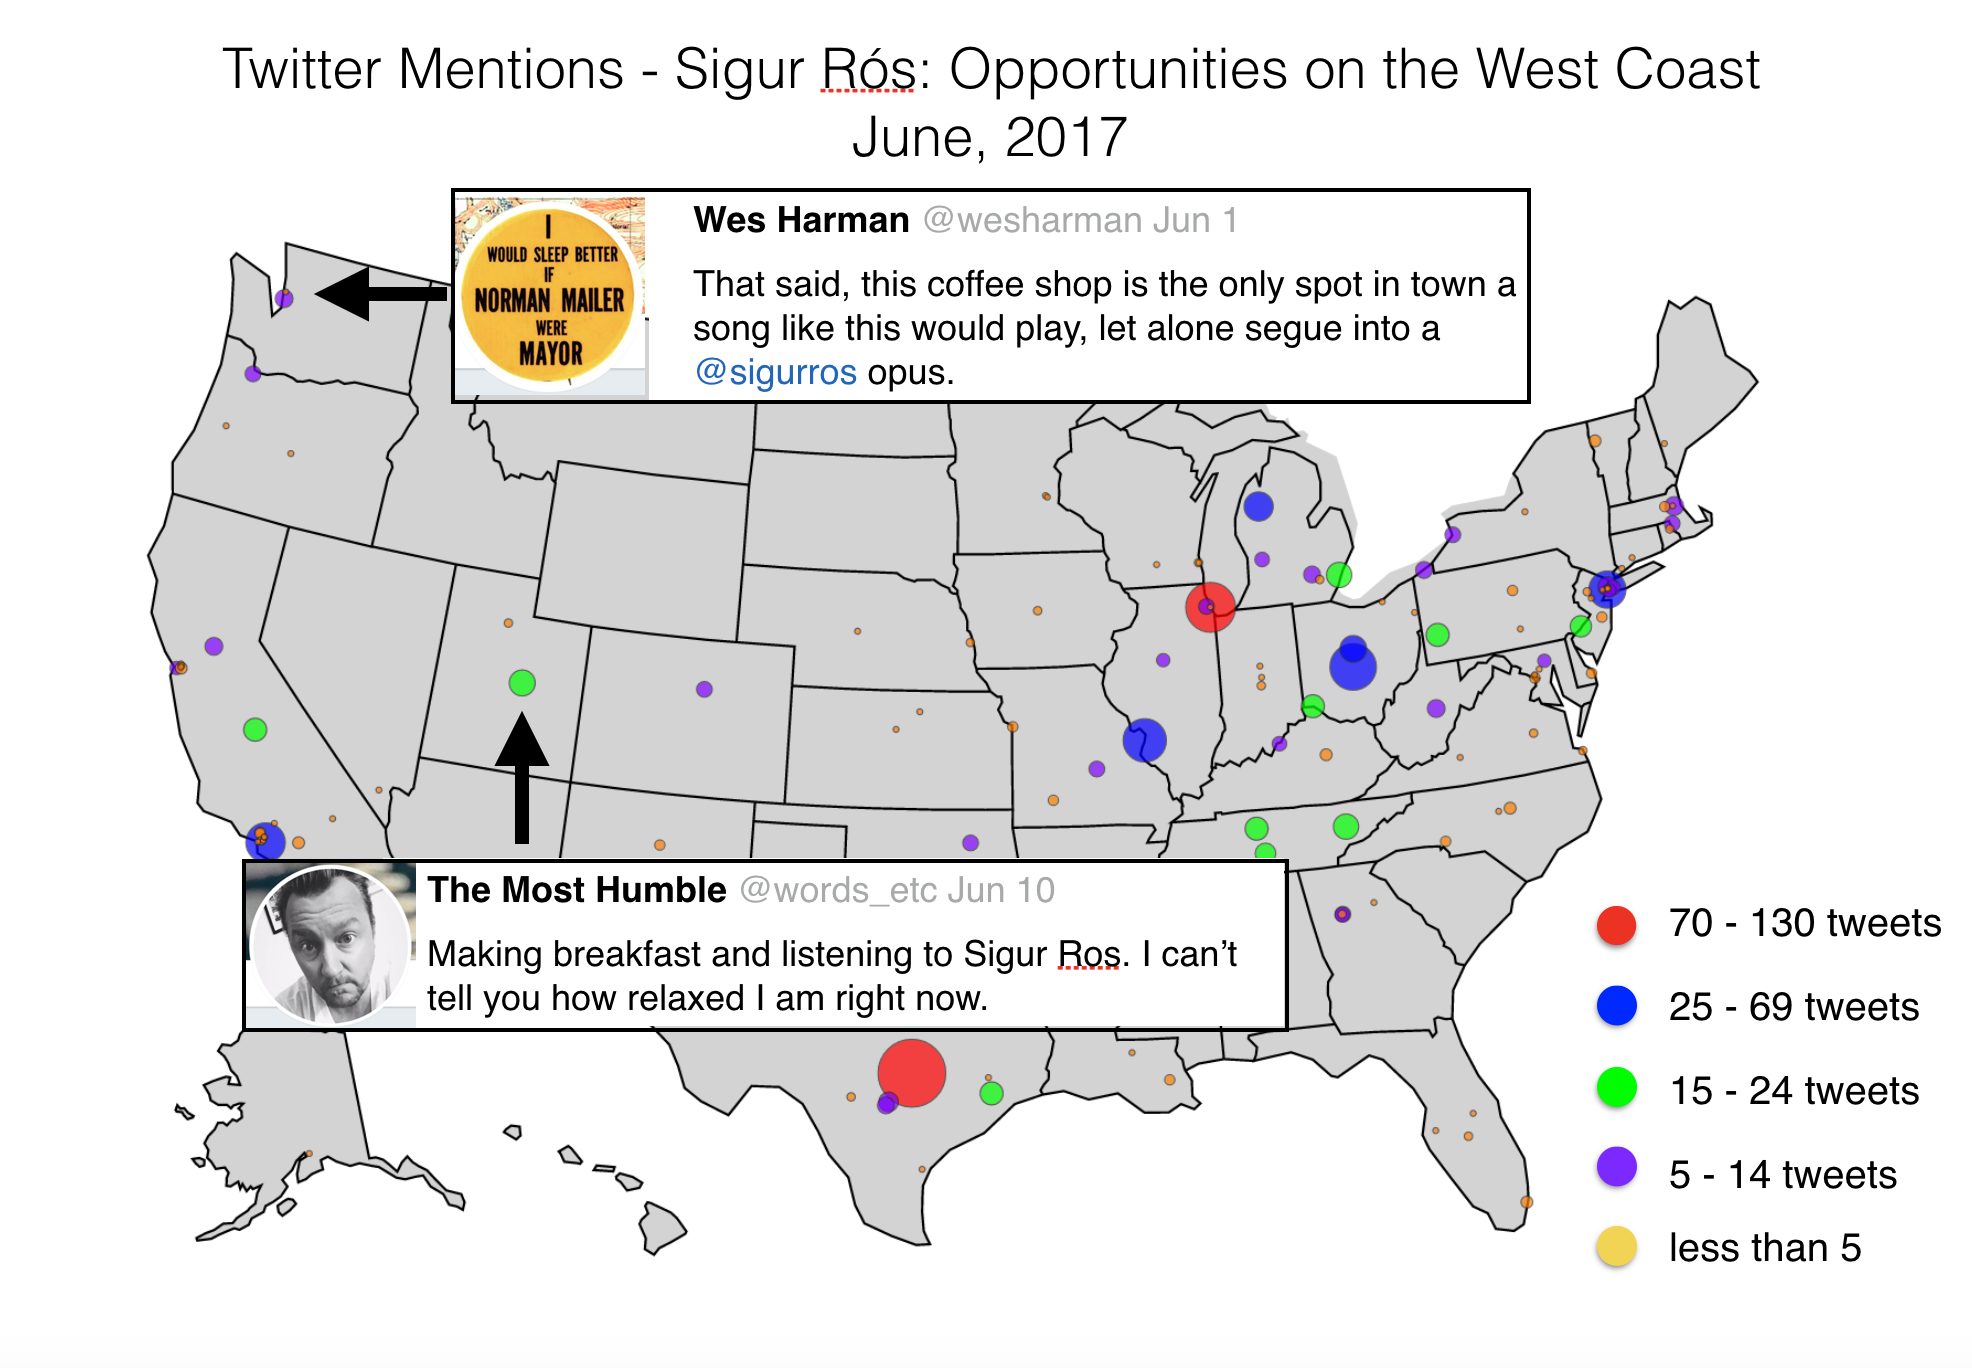 Twitter Mentions - Sigur Rós: Opportunities on the West Coast
June, 2017
I
WOULD SLEEP BETTER
IF
NORMAN MAILER
WERE
MAYOR
Wes Harman @wesharman Jun 1
That said, this coffee shop is the only spot in town a
song like this would play, let alone segue into a
@sigurros opus.
The Most Humble @words_etc Jun 10
Making breakfast and listening to Sigur Ros. I can’t
tell you how relaxed I am right now.
70 - 130 tweets
25 - 69 tweets
15 - 24 tweets
5 - 14 tweets
less than 5